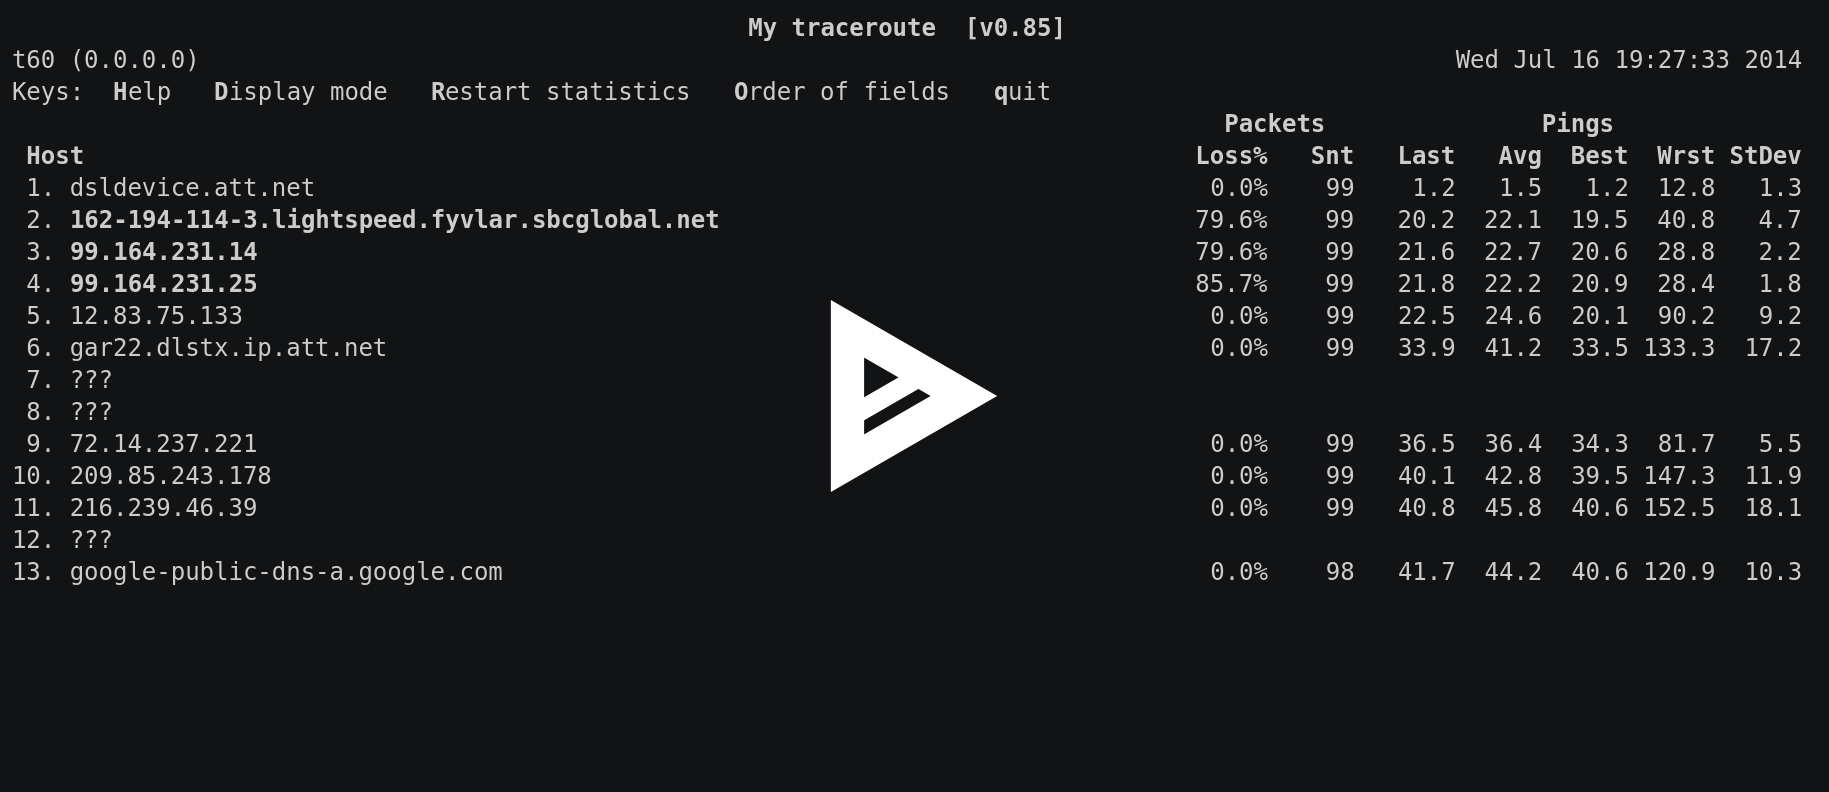 My traceroute  [v0.85]
t60 (0.0.0.0)                                                                                       Wed Jul 16 19:27:33 2014
Keys:  Help   Display mode   Restart statistics   Order of fields   quit
Packets               Pings
Host                                                                             Loss%   Snt   Last   Avg  Best  Wrst StDev
1. dsldevice.att.net                                                              0.0%    99    1.2   1.5   1.2  12.8   1.3
2. 162-194-114-3.lightspeed.fyvlar.sbcglobal.net                                 79.6%    99   20.2  22.1  19.5  40.8   4.7
3. 99.164.231.14                                                                 79.6%    99   21.6  22.7  20.6  28.8   2.2
4. 99.164.231.25                                                                 85.7%    99   21.8  22.2  20.9  28.4   1.8
5. 12.83.75.133                                                                   0.0%    99   22.5  24.6  20.1  90.2   9.2
6. gar22.dlstx.ip.att.net                                                         0.0%    99   33.9  41.2  33.5 133.3  17.2
7. ???
8. ???
9. 72.14.237.221                                                                  0.0%    99   36.5  36.4  34.3  81.7   5.5
10. 209.85.243.178                                                                 0.0%    99   40.1  42.8  39.5 147.3  11.9
11. 216.239.46.39                                                                  0.0%    99   40.8  45.8  40.6 152.5  18.1
12. ???
13. google-public-dns-a.google.com                                                 0.0%    98   41.7  44.2  40.6 120.9  10.3